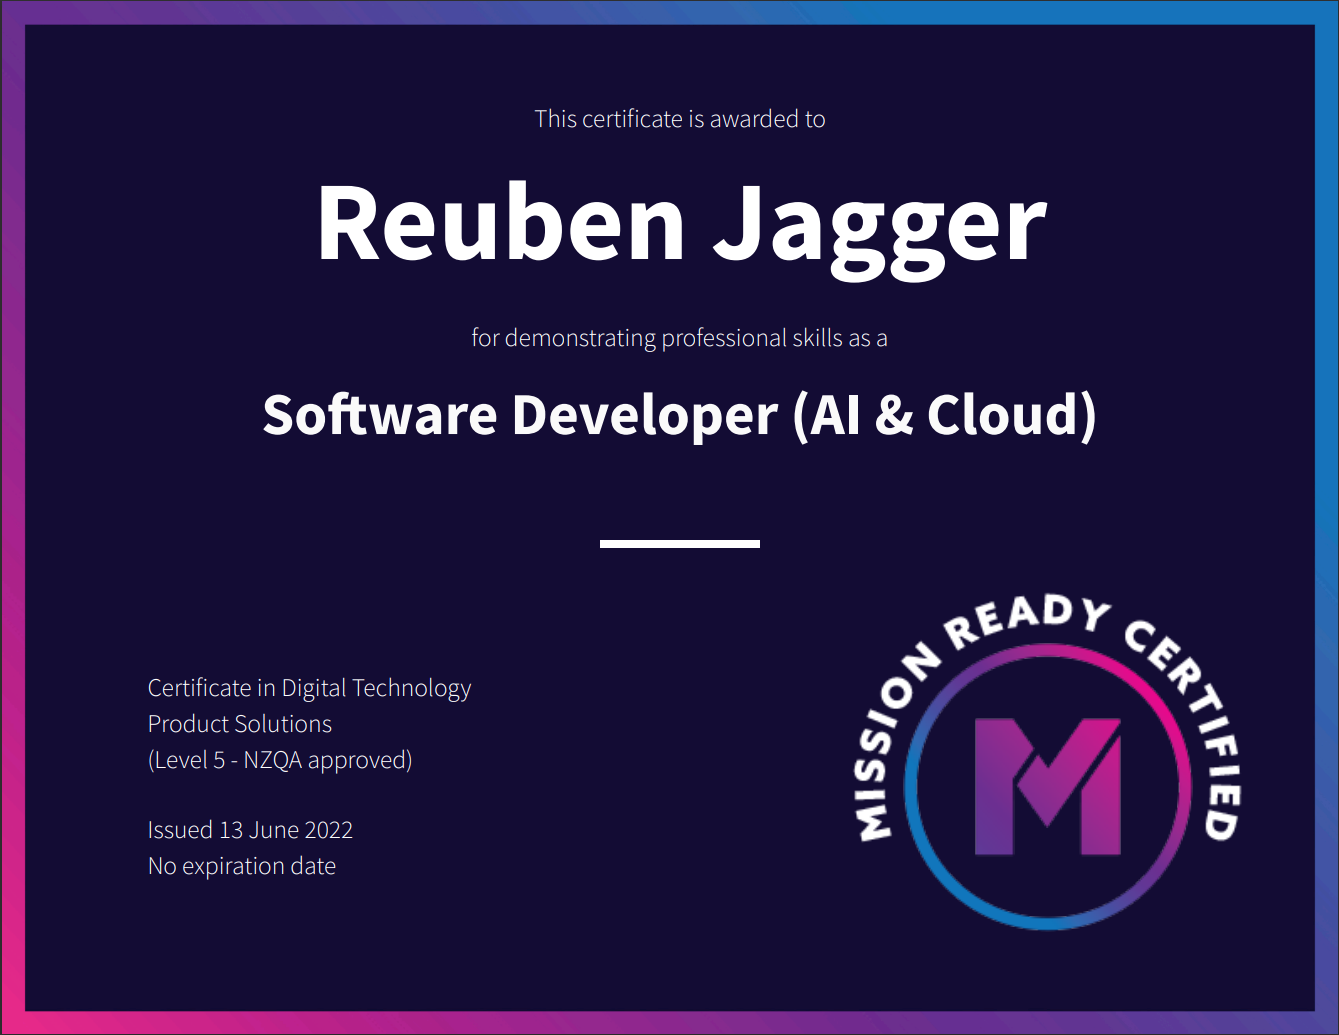 This certificate is awarded to
Reuben Jagger
for demonstrating professional skills as a
Software Developer (AI & Cloud)
Certificate in Digital Technology
Product Solutions
(Level 5 - NZQA approved)
Issued 13 June 2022
No expiration date
MISSION READY CERTIFIED
M